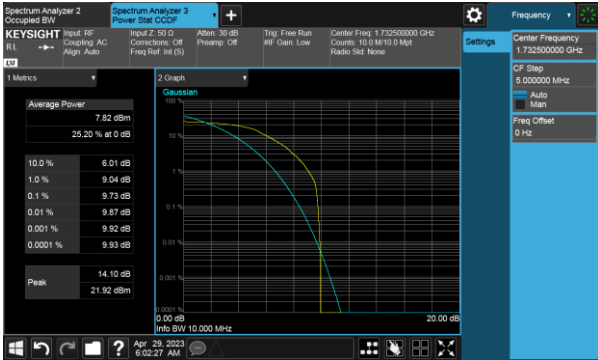 Spectrum Analyzer 2
Occupied BW
Spectrum Analyzer 3
Power Stat CCDF
Frequency
KEYSIGHT
RL
Input: RF
Coupling: AC
Align: Auto
Input Z: 50 Ω
Corrections: Off
Freq Ref: Int (S)
Atten: 30 dB
Preamp: Off
Trig: Free Run
#IF Gain: Low
Center Freq: 1.732500000 GHz
Counts: 10.0 M/10.0 Mpt
Radio Std: None
LW
Settings
Center Frequency
1.732500000 GHz
CF Step
5.000000 MHz
Auto
Man
Freq Offset
0 Hz
1 Metrics
Average Power
7.82 dBm
25.20 % at 0 dB
10.0 % 6.01 dB
1.0 % 9.04 dB
0.1 % 9.73 dB
0.01 % 9.87 dB
0.001 % 9.92 dB
0.0001 % 9.93 dB
Peak
14.10 dB
21.92 dBm
2 Graph
Gaussian
100 %
10 %
1 %
0.1 %
0.01 %
0.001 %
0.0001 %
0.00 dB
20.00 dB
Info BW 10.000 MHz
Apr 29, 2023
6:02:27 AM